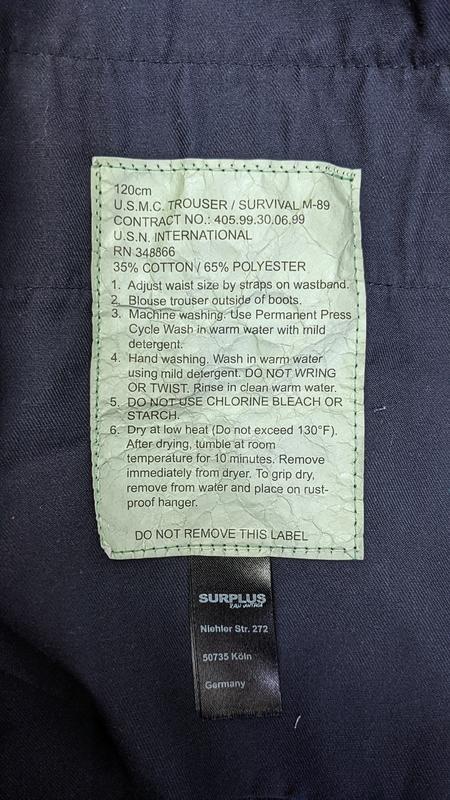 120cm
U.S.M.C. TROUSER / SURVIVAL M-89
CONTRACT NO.: 405.99.30.06.99
U.S.N. INTERNATIONAL
RN 348866
35% COTTON / 65% POLYESTER
1. Adjust waist size by straps on wastband.
2. Blouse trouser outside of boots.
3. Machine washing. Use Permanent Press
Cycle Wash in warm water with mild
detergent.
4. Hand washing. Wash in warm water
using mild detergent. DO NOT WRING
OR TWIST. Rinse in clean warm water.
5. DO NOT USE CHLORINE BLEACH OR
STARCH.
6. Dry at low heat (Do not exceed 130°F).
After drying, tumble at room
temperature for 10 minutes. Remove
immediately from dryer. To grip dry,
remove from water and place on rust-
proof hanger.
DO NOT REMOVE THIS LABEL
SURPLUS
RAW VINTAGE
Niehler Str. 272
50735 Köln
Germany